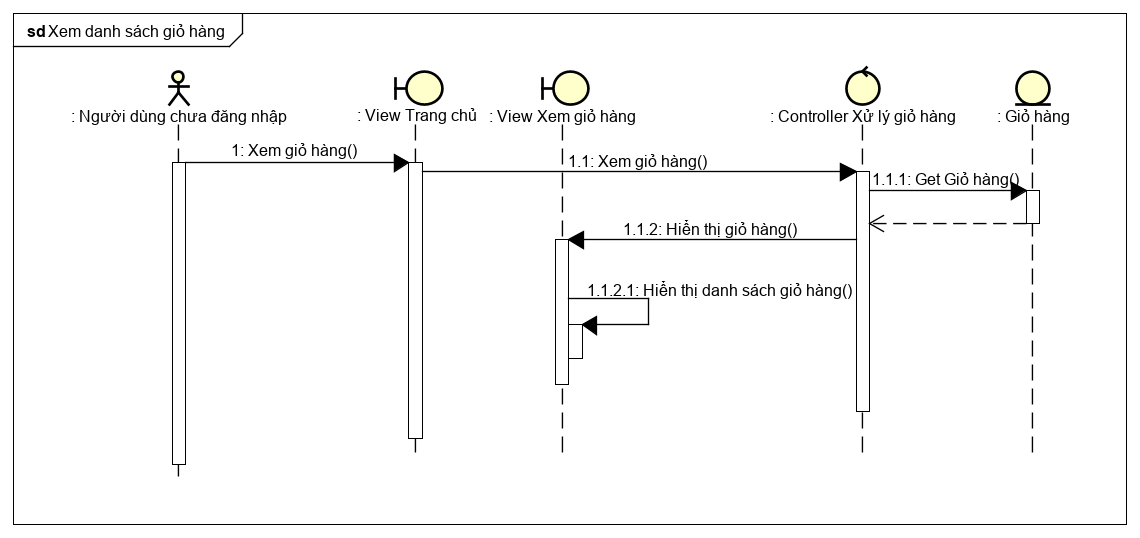 sd Xem danh sách giỏ hàng
: Người dùng chưa đăng nhập
: View Trang chủ
: View Xem giỏ hàng
: Controller Xử lý giỏ hàng
: Giỏ hàng
1: Xem giỏ hàng()
1.1: Xem giỏ hàng()
1.1.1: Get Giỏ hàng()
1.1.2: Hiển thị giỏ hàng()
1.1.2.1: Hiển thị danh sách giỏ hàng()